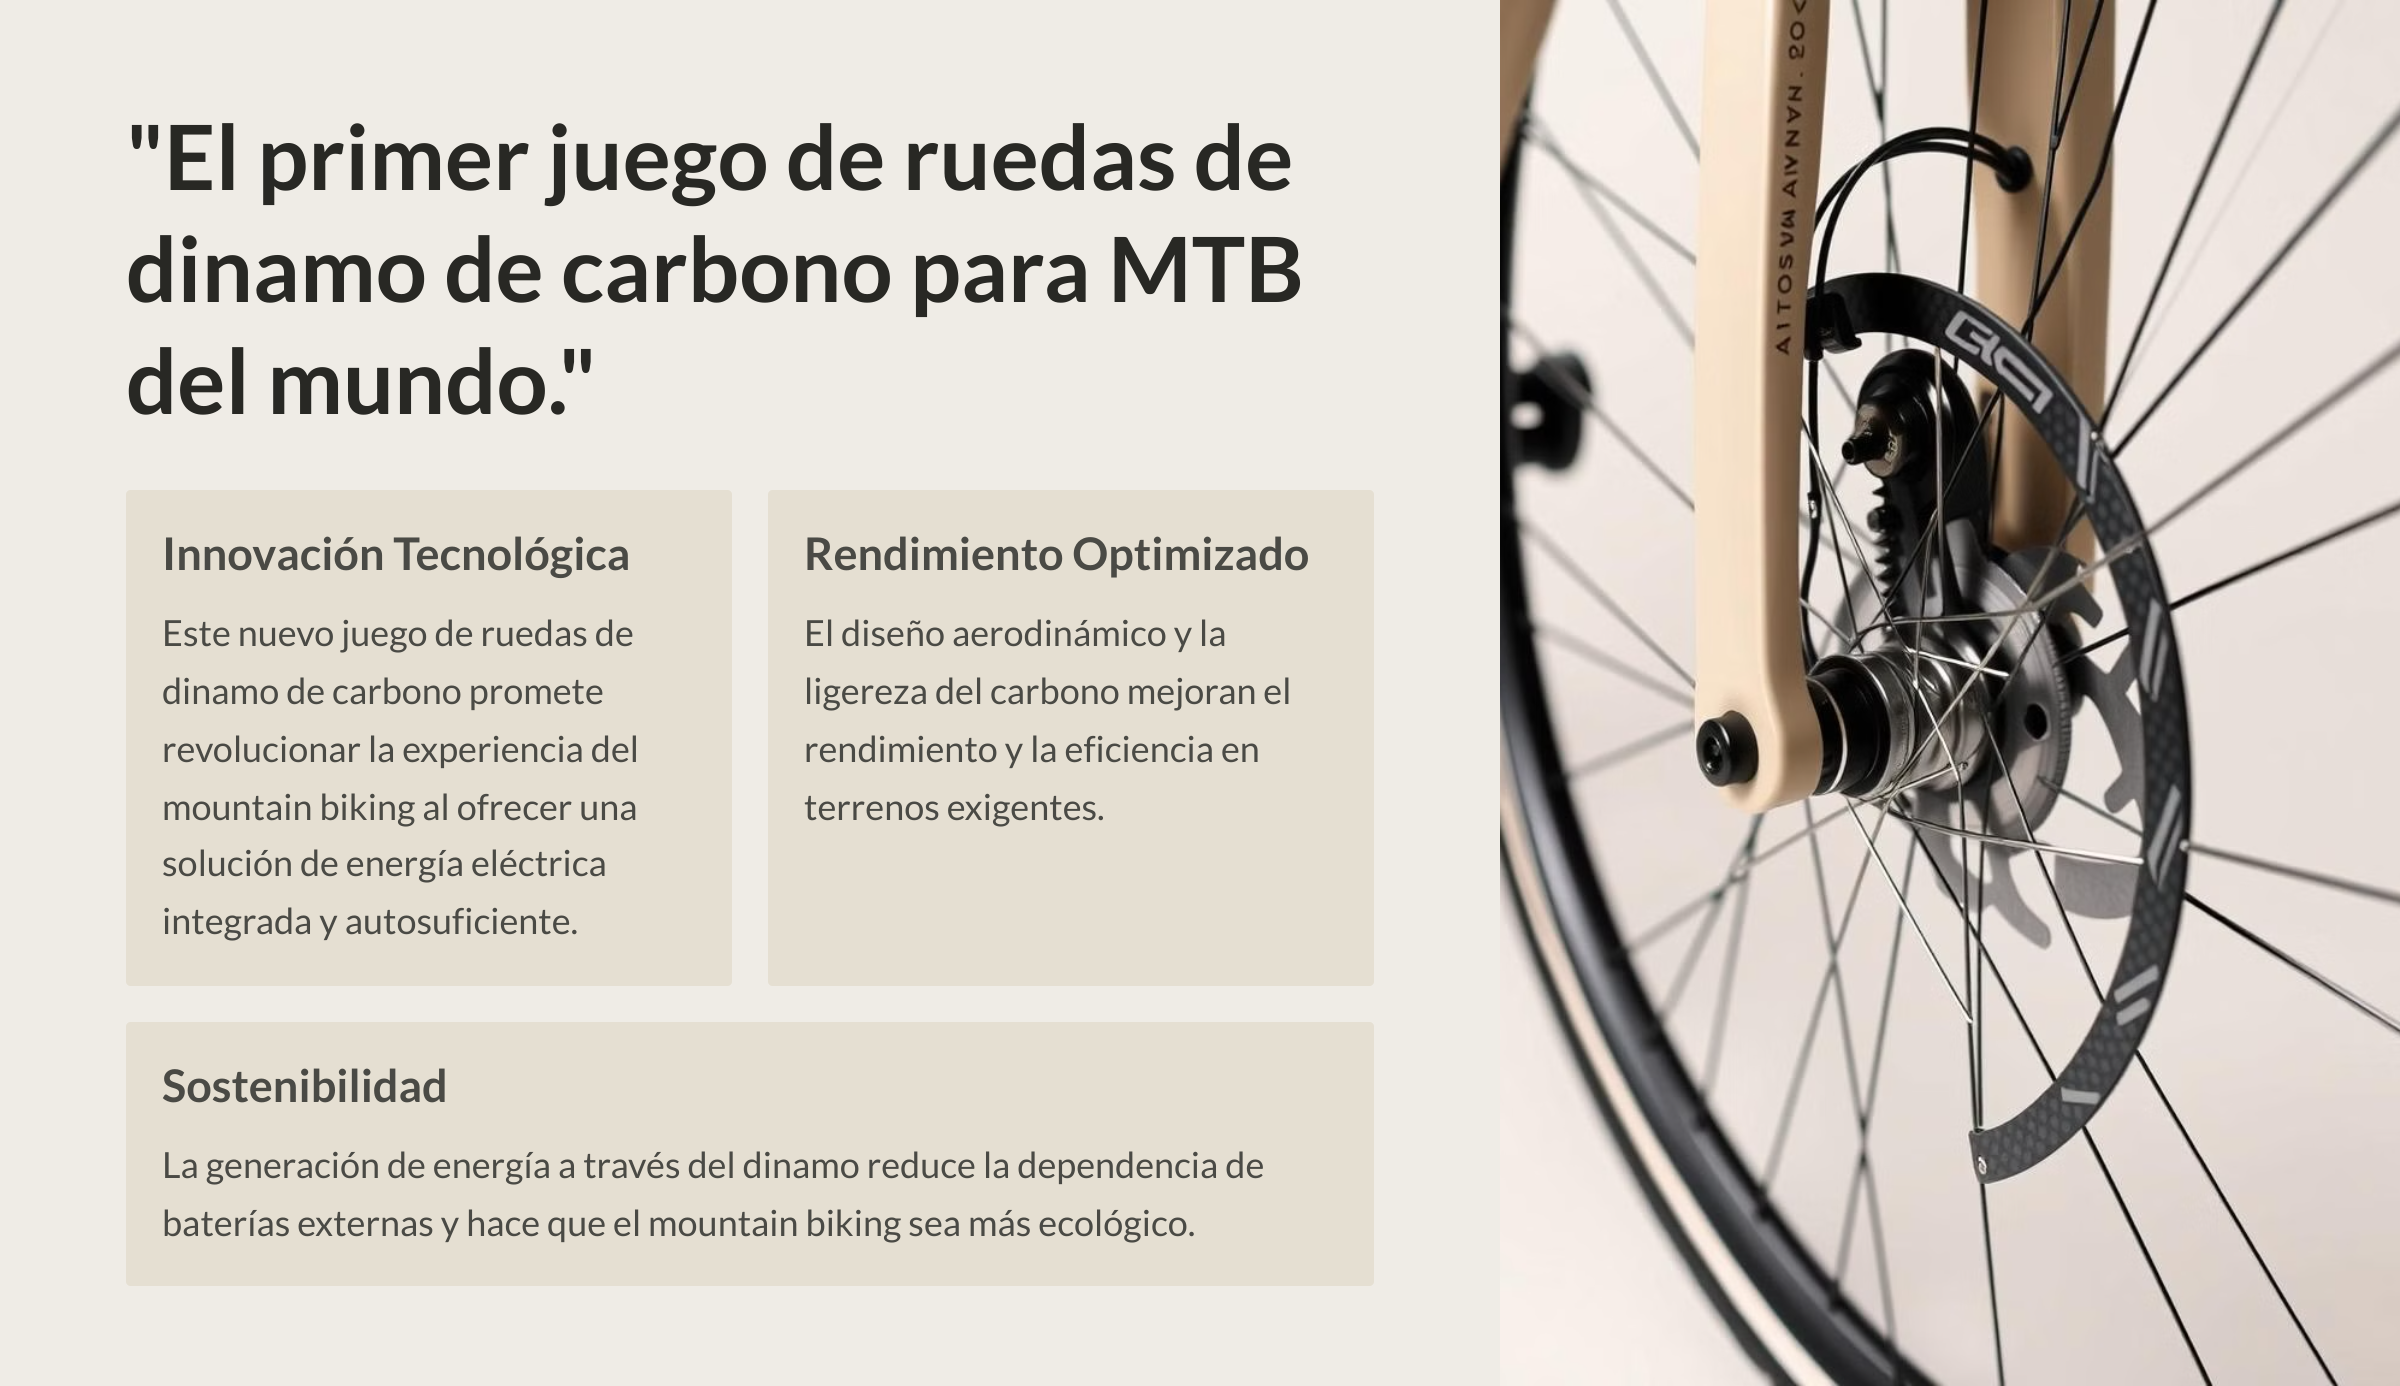 "El primer juego de ruedas de
dinamo de carbono para MTB
del mundo."
Innovación Tecnológica
Este nuevo juego de ruedas de
dinamo de carbono promete
revolucionar la experiencia del
mountain biking al ofrecer una
solución de energía eléctrica
integrada y autosuficiente.
Rendimiento Optimizado
El diseño aerodinámico y la
ligereza del carbono mejoran el
rendimiento y la eficiencia en
terrenos exigentes.
Sostenibilidad
La generación de energía a través del dinamo reduce la dependencia de
baterías externas y hace que el mountain biking sea más ecológico.